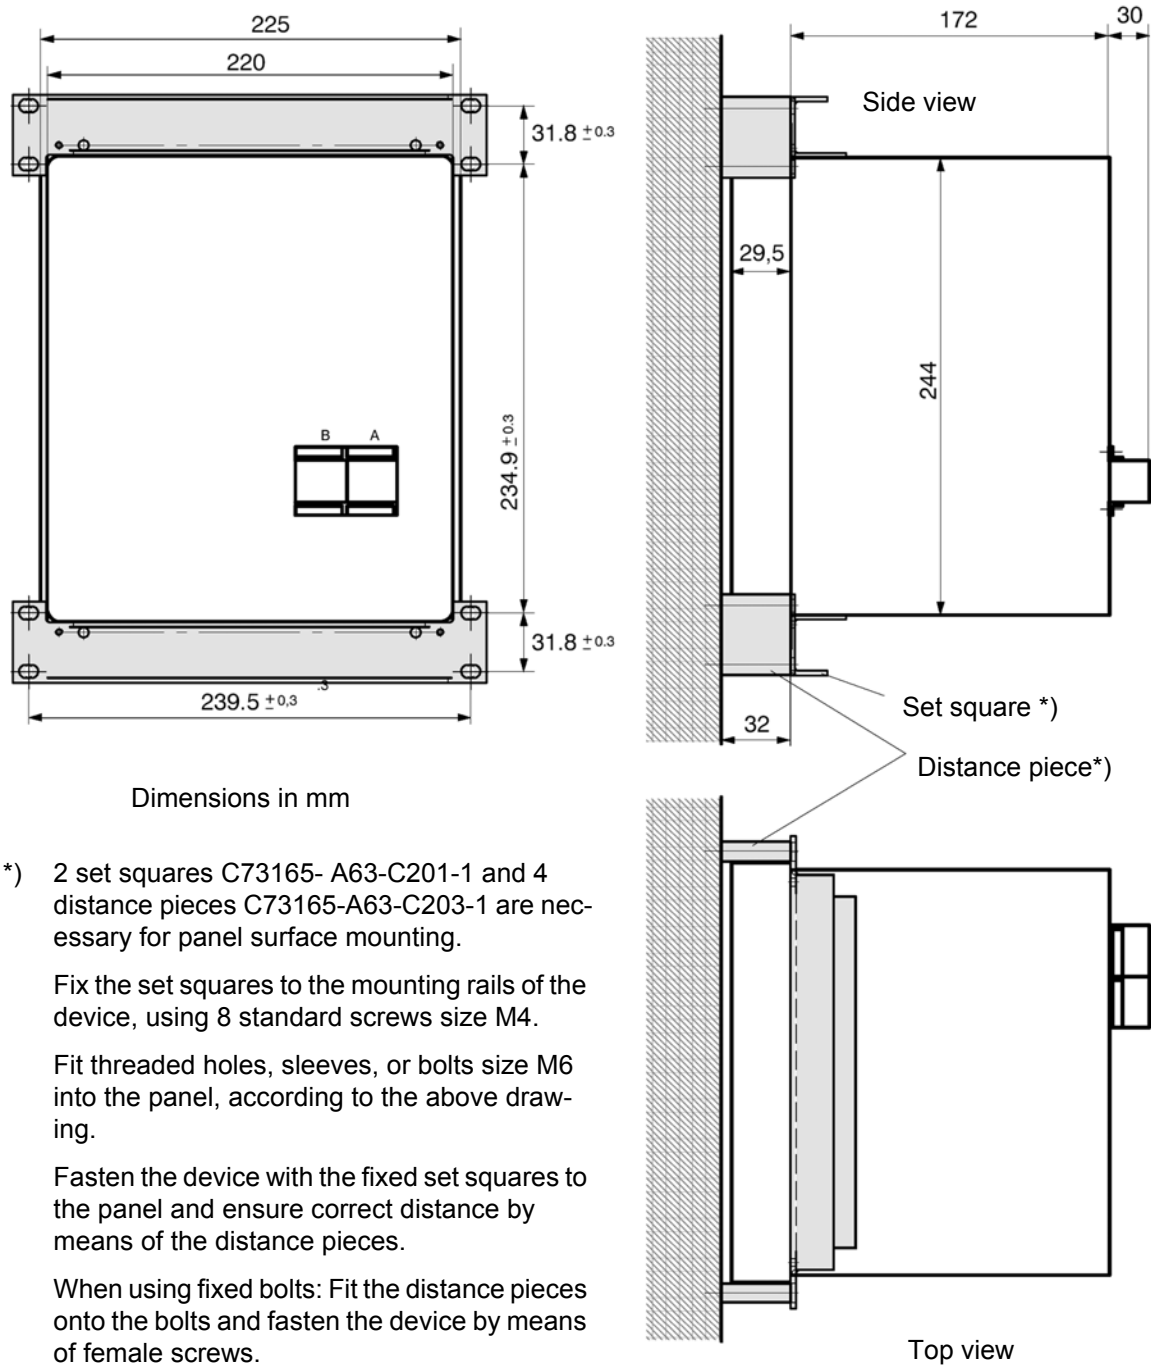 225
220
31.8 ± 0.3
234.9 ± 0.3
B A
31.8 ± 0.3
.3
239.5 ± 0,3
Dimensions in mm
172
30
Side view
29,5
244
Set square *)
32
Distance piece*)
Top view
*) 2 set squares C73165- A63-C201-1 and 4
distance pieces C73165-A63-C203-1 are nec-
essary for panel surface mounting.
Fix the set squares to the mounting rails of the
device, using 8 standard screws size M4.
Fit threaded holes, sleeves, or bolts size M6
into the panel, according to the above draw-
ing.
Fasten the device with the fixed set squares to
the panel and ensure correct distance by
means of the distance pieces.
When using fixed bolts: Fit the distance pieces
onto the bolts and fasten the device by means
of female screws.